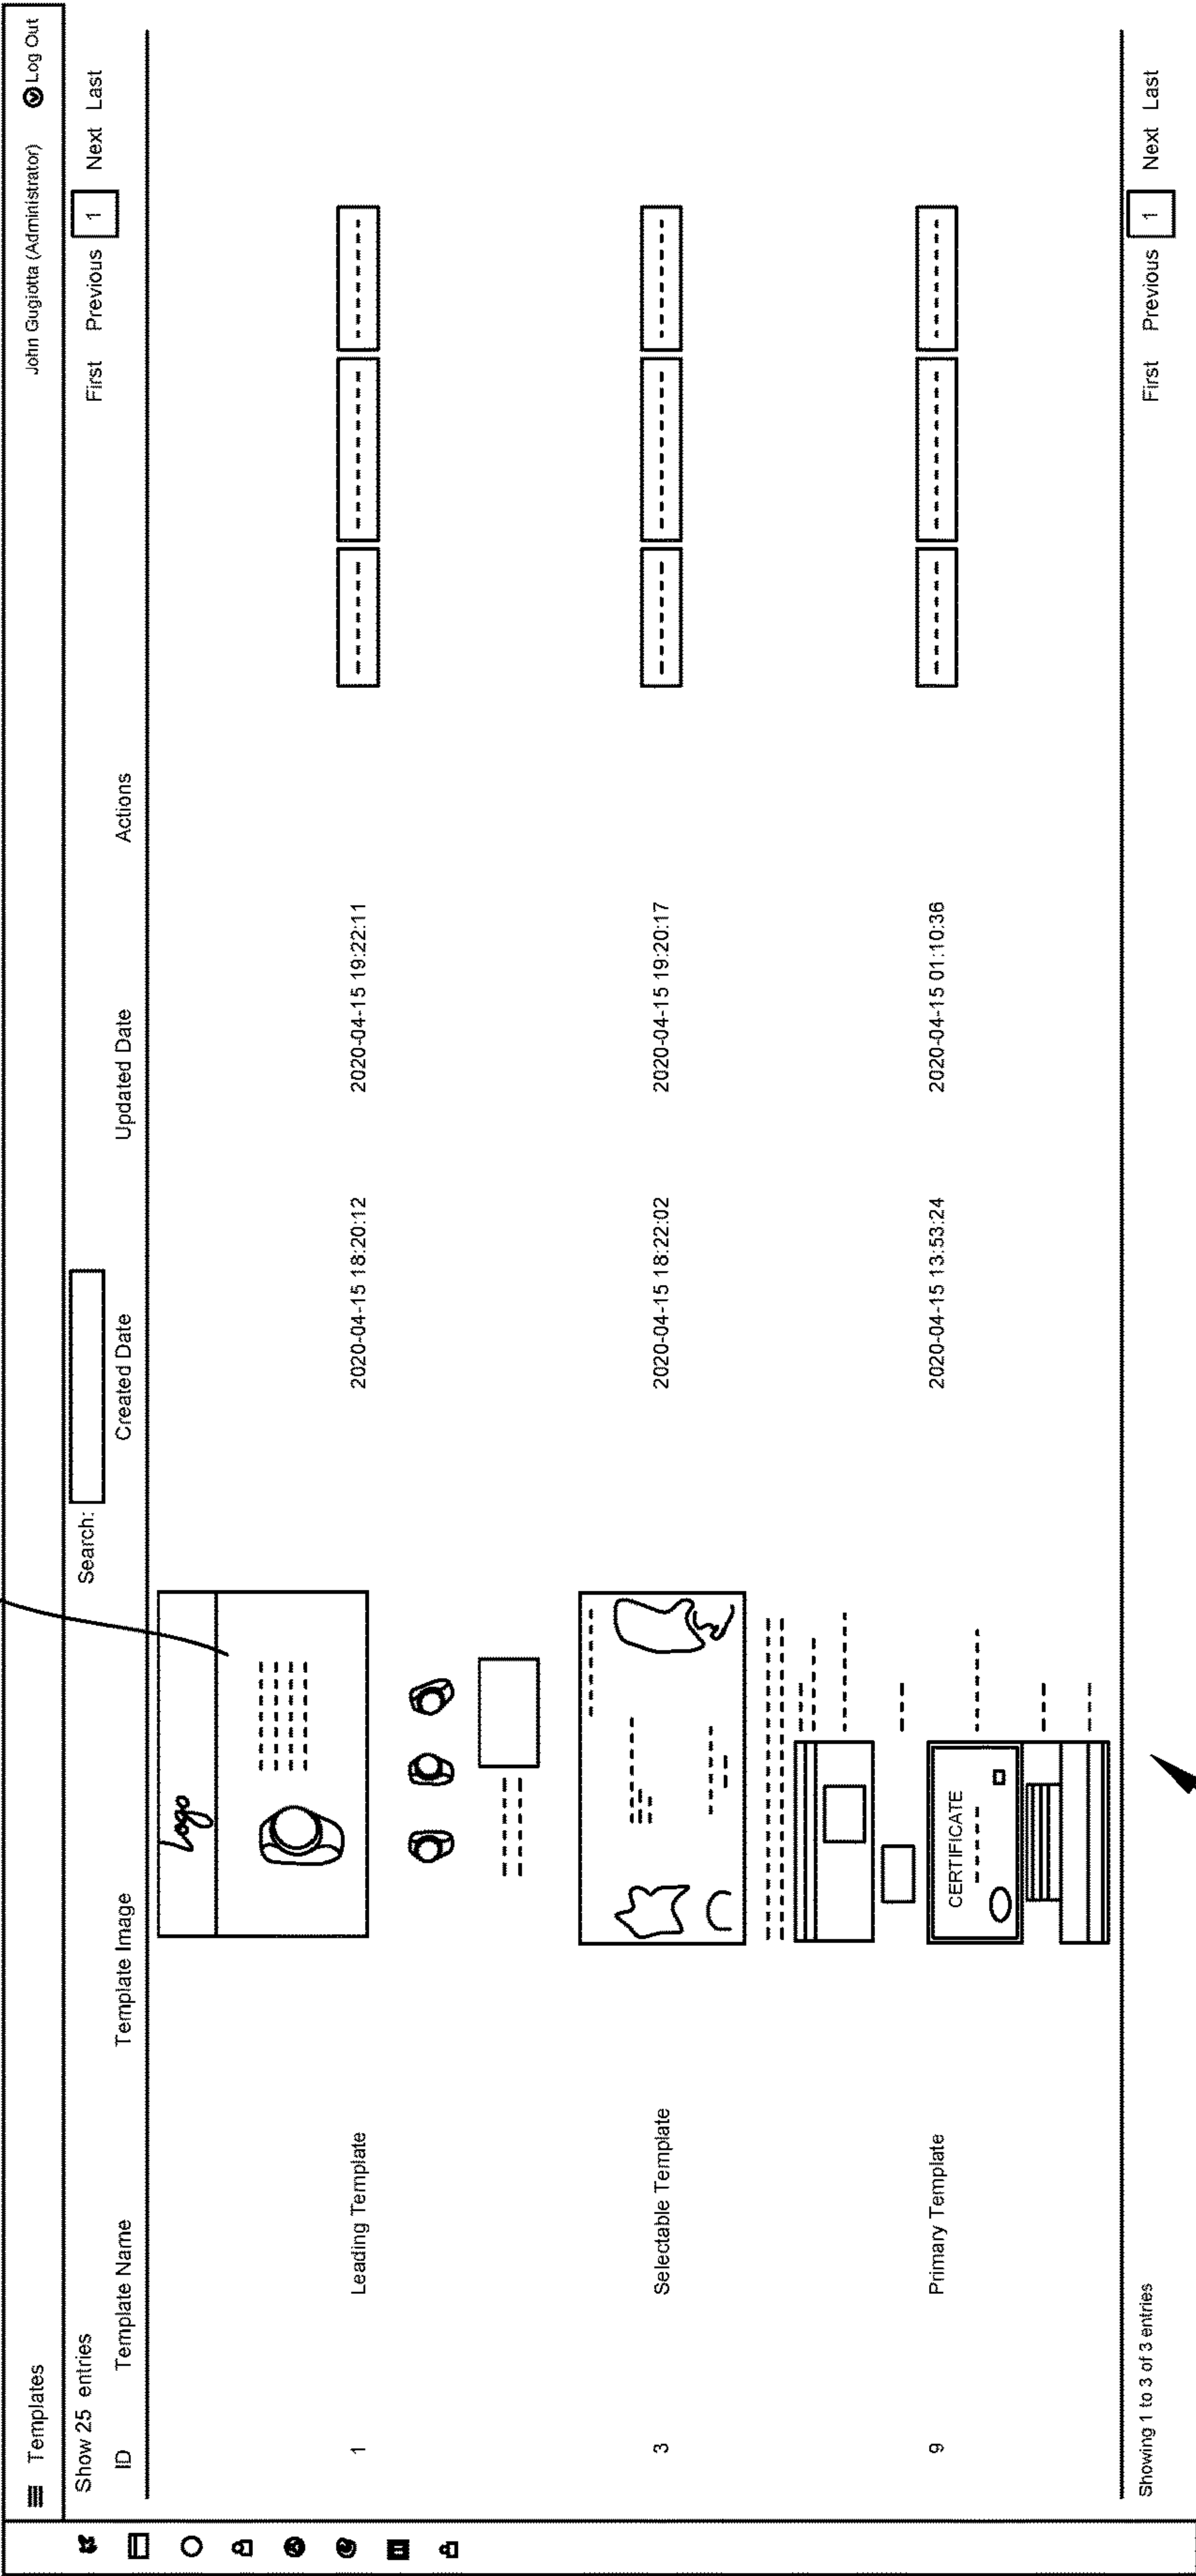 Templates John Gugiotta (Administrator) Log Out
Show 25 entries Search: First Previous 1 Next Last
ID Template Name Template Image Created Date Updated Date Actions
Logo
1 Leading Template 2020-04-15 18:20:12 2020-04-15 19:22:11
3 Selectable Template 2020-04-15 18:22:02 2020-04-15 19:20:17
9 Primary Template 2020-04-15 13:53:24 2020-04-15 01:10:36
CERTIFICATE
Showing 1 to 3 of 3 entries First Previous 1 Next Last